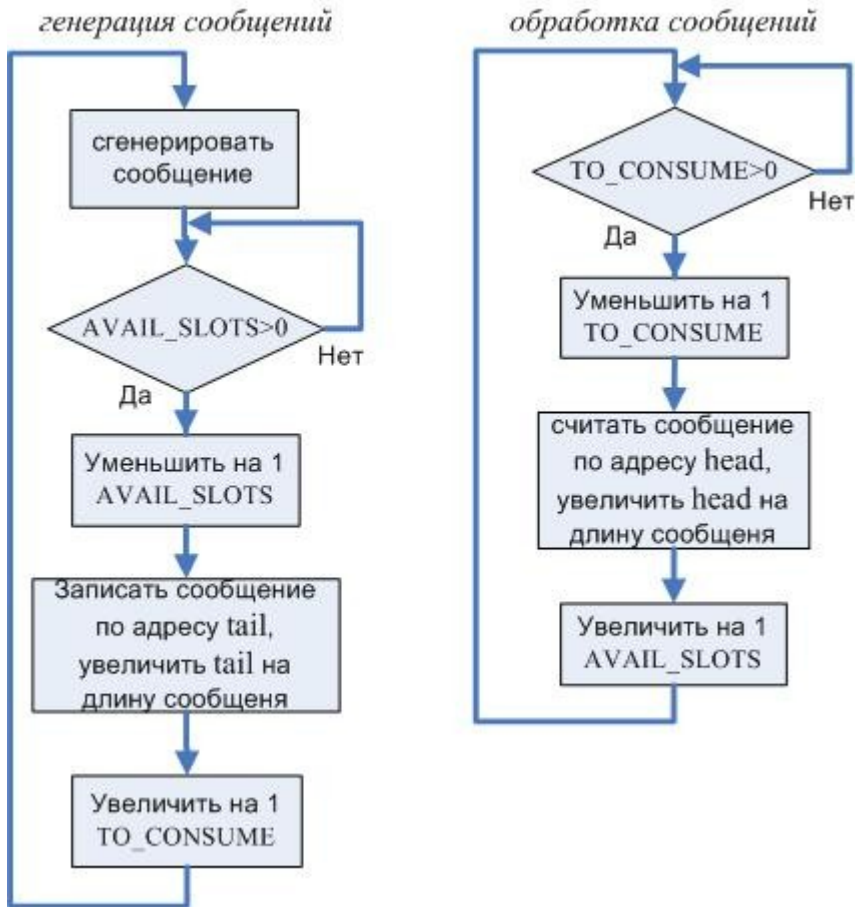 генерация сообщений
сгенерировать
сообщение
AVAIL_SLOTS>0
Нет
Да
Уменьшить на 1
AVAIL_SLOTS
Записать сообщение
по адресу tail,
увеличить tail на
длину сообщеня
Увеличить на 1
TO_CONSUME
обработка сообщений
TO_CONSUME>0
Нет
Да
Уменьшить на 1
TO_CONSUME
считать сообщение
по адресу head,
увеличить head на
длину сообщеня
Увеличить на 1
AVAIL_SLOTS